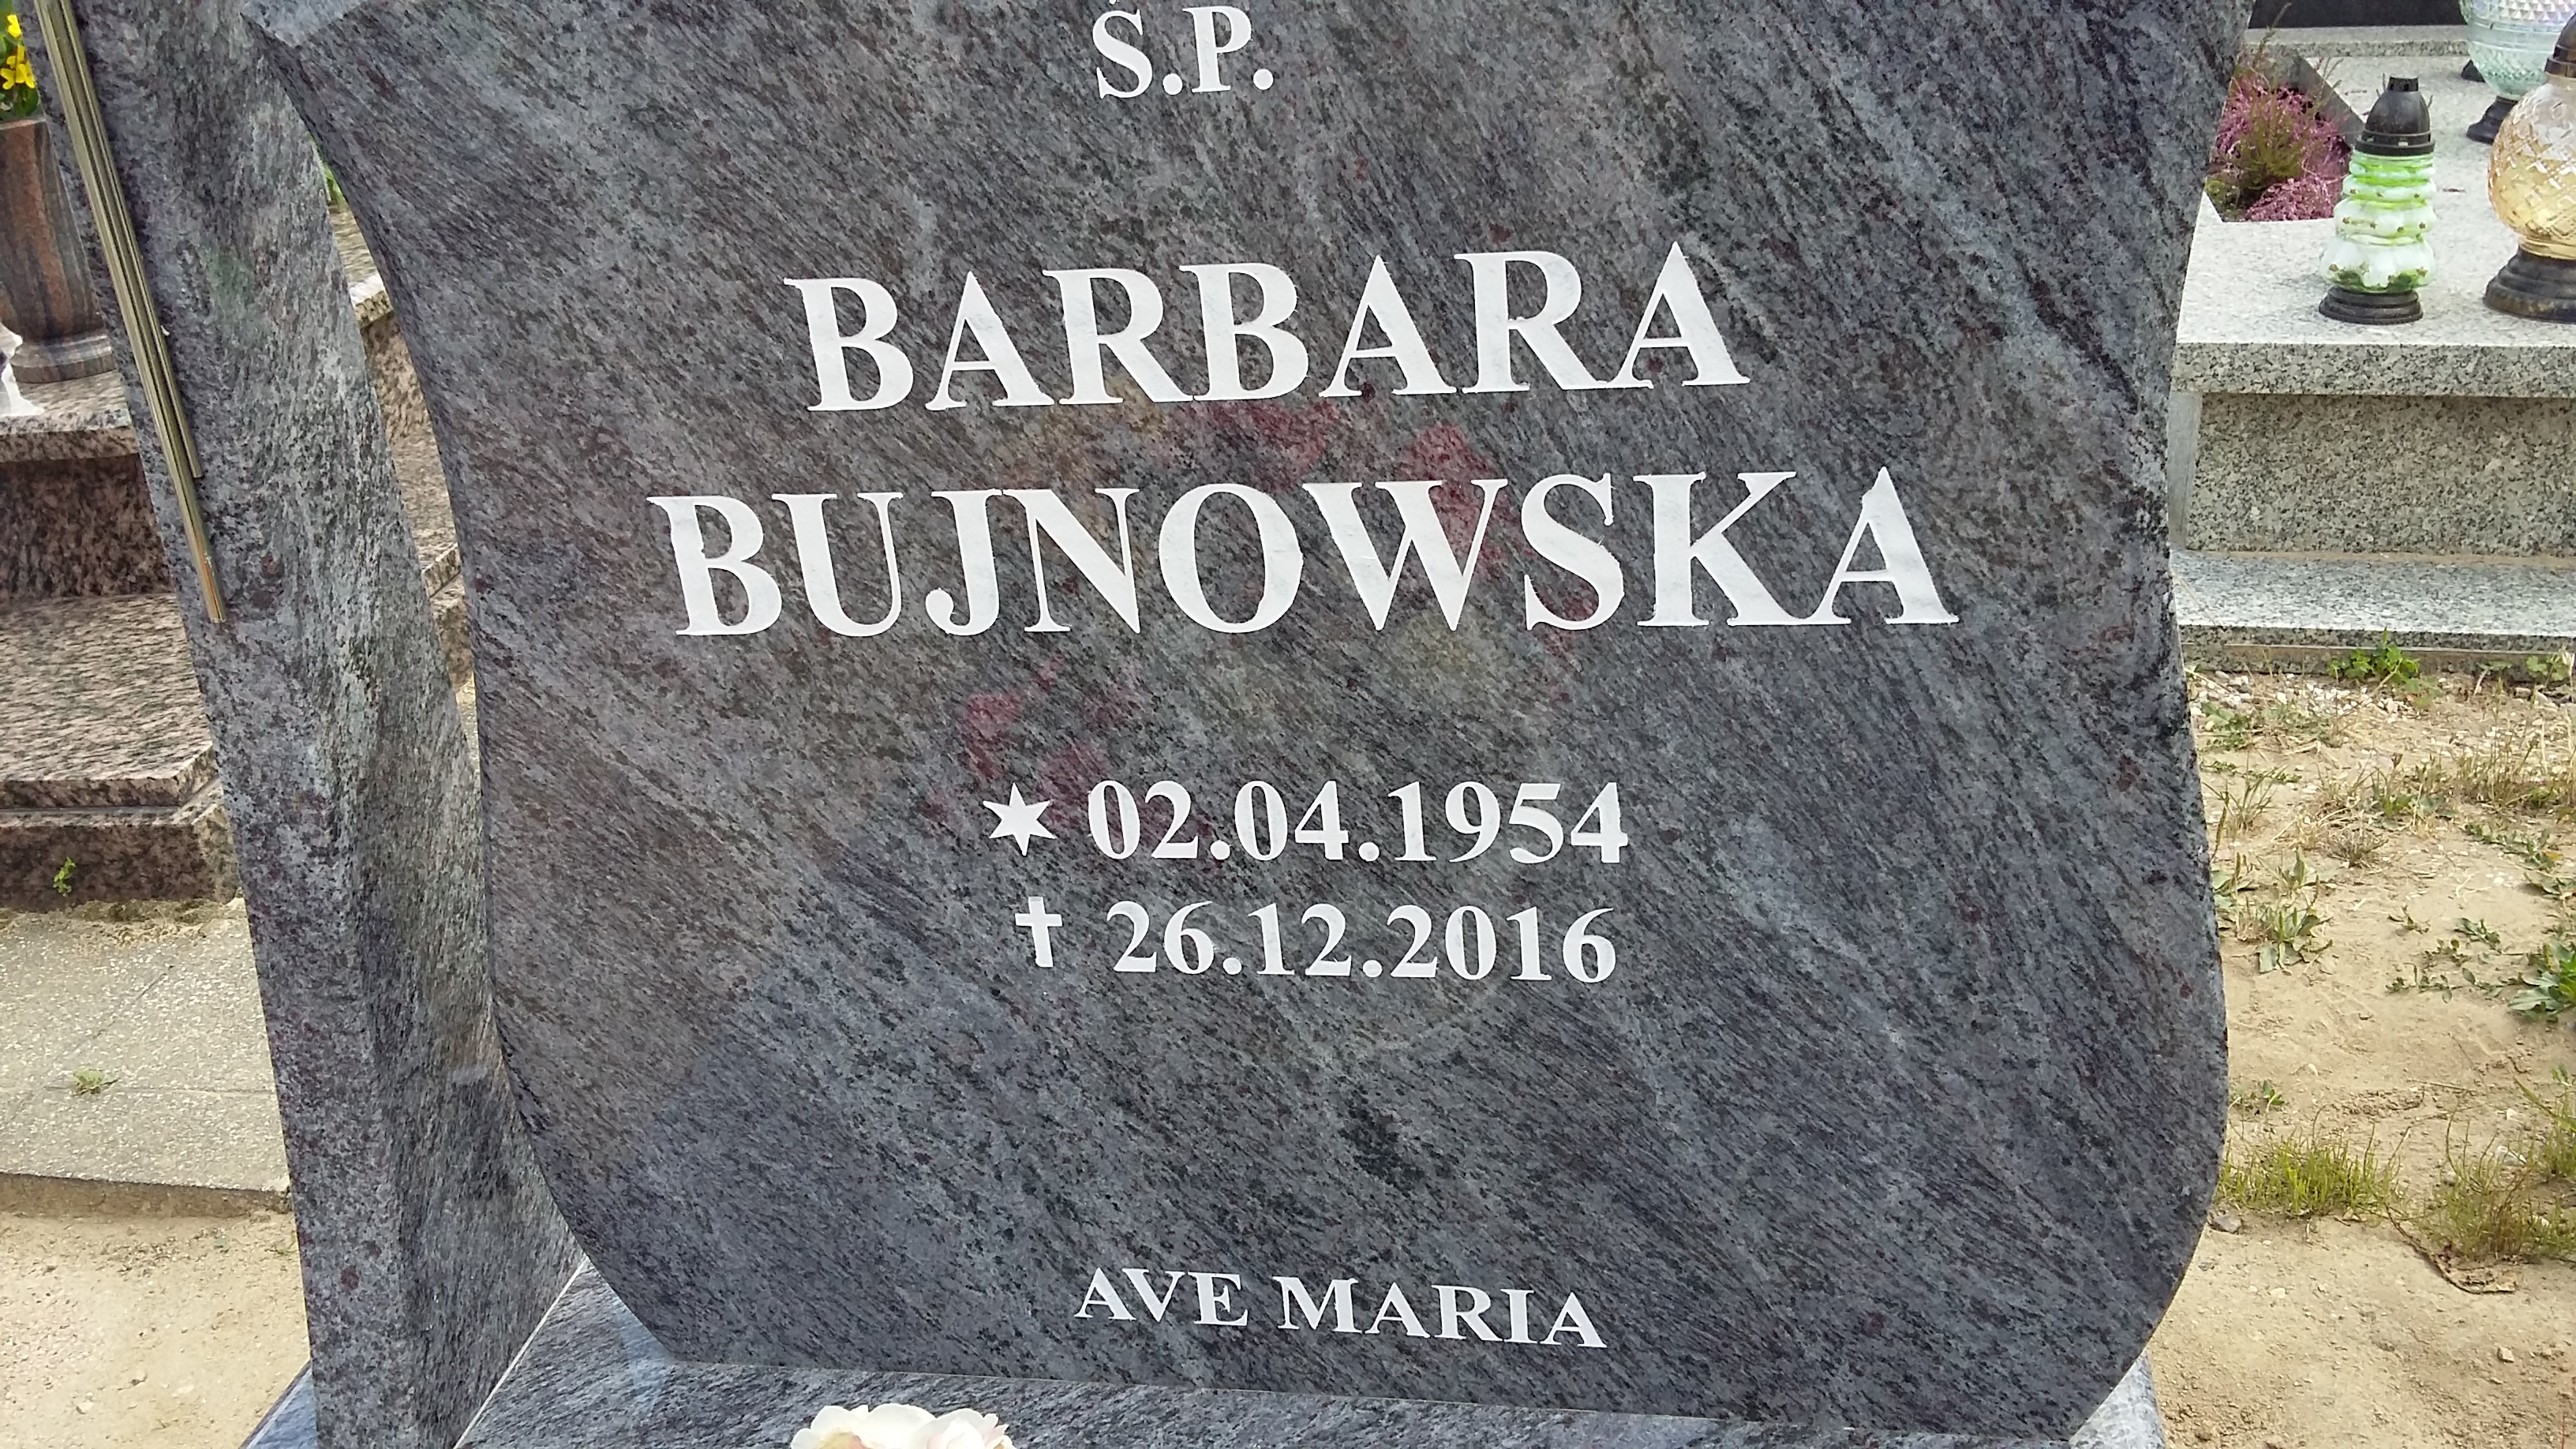 Ś.P.
BARBARA
BUJNOWSKA
✶ 02.04.1954
✝ 26.12.2016
AVE MARIA